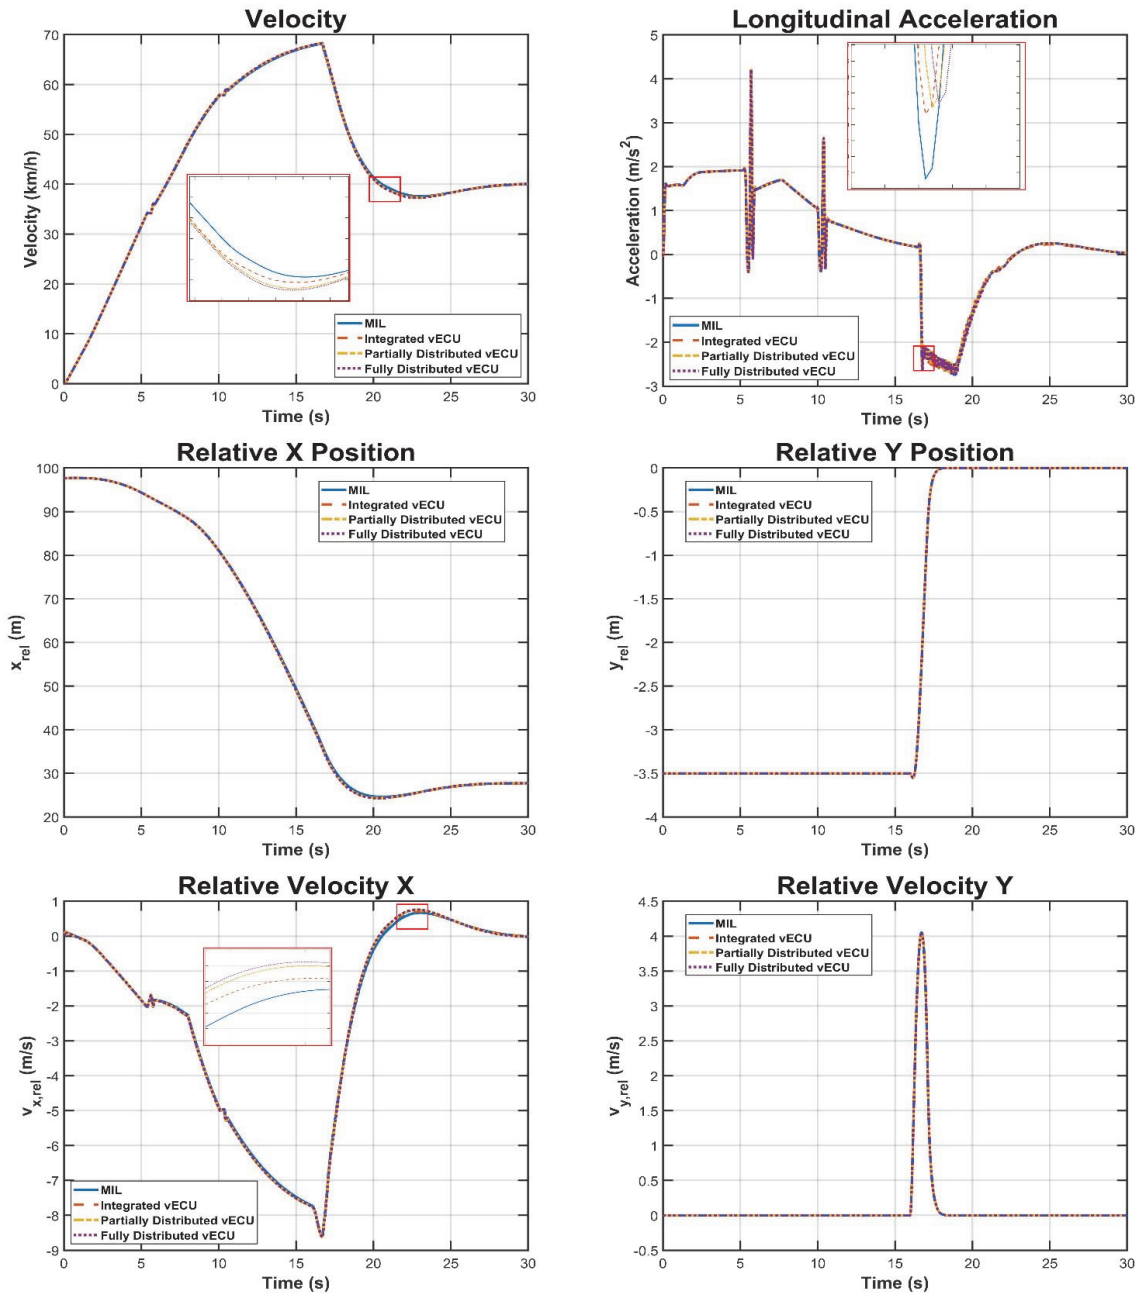 Velocity
70
60
50
40
30
20
10
0
Velocity (km/h)
MIL
Integrated vECU
Partially Distributed vECU
Fully Distributed vECU
0 5 10 15 20 25 30
Time (s)
Longitudinal Acceleration
5
4
3
2
1
0
-1
-2
-3
Acceleration (m/s²)
MIL
Integrated vECU
Partially Distributed vECU
Fully Distributed vECU
0 5 10 15 20 25 30
Time (s)
Relative X Position
100
90
80
70
60
50
40
30
20
x_rel (m)
MIL
Integrated vECU
Partially Distributed vECU
Fully Distributed vECU
0 5 10 15 20 25 30
Time (s)
Relative Y Position
0
-0.5
-1
-1.5
-2
-2.5
-3
-3.5
-4
y_rel (m)
MIL
Integrated vECU
Partially Distributed vECU
Fully Distributed vECU
0 5 10 15 20 25 30
Time (s)
Relative Velocity X
1
0
-1
-2
-3
-4
-5
-6
-7
-8
-9
v_x,rel (m/s)
MIL
Integrated vECU
Partially Distributed vECU
Fully Distributed vECU
0 5 10 15 20 25 30
Time (s)
Relative Velocity Y
4.5
4
3.5
3
2.5
2
1.5
1
0.5
0
-0.5
v_y,rel (m/s)
MIL
Integrated vECU
Partially Distributed vECU
Fully Distributed vECU
0 5 10 15 20 25 30
Time (s)